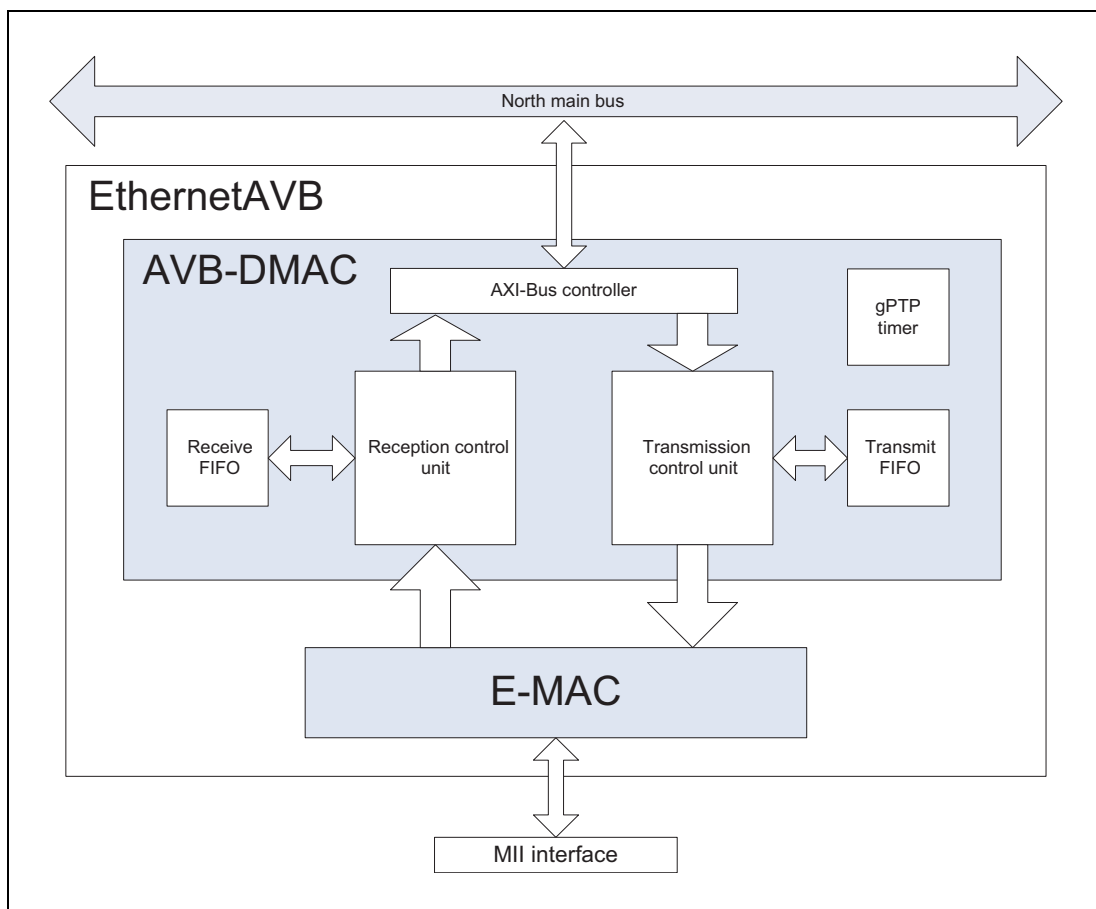 North main bus
EthernetAVB
AVB-DMAC
AXI-Bus controller
gPTP
timer
Receive
FIFO
Reception control
unit
Transmission
control unit
Transmit
FIFO
E-MAC
MII interface